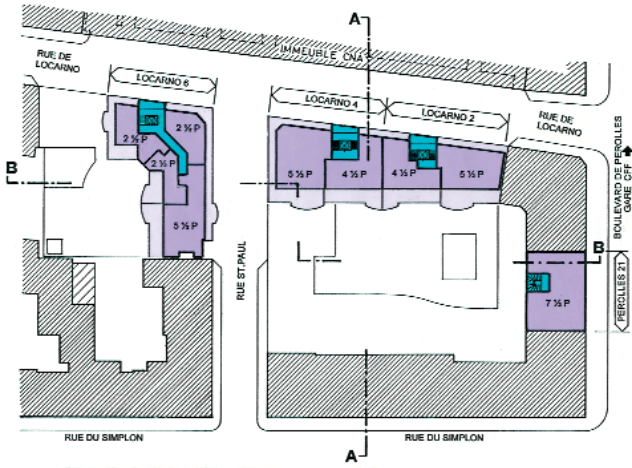 A
IMMEUBLE CNA
RUE DE
LOCARNO
LOCARNO 6
LOCARNO 4
LOCARNO 2
RUE DE
LOCARNO
2 ½ P
2 ½ P
2 ½ P
5 ½ P
5 ½ P
4 ½ P
4 ½ P
5 ½ P
B
B
BOULEVARD DE PEROLLES
GARE CFF
RUE ST.PAUL
7 ½ P
PEROLLES 21
RUE DU SIMPLON
RUE DU SIMPLON
A